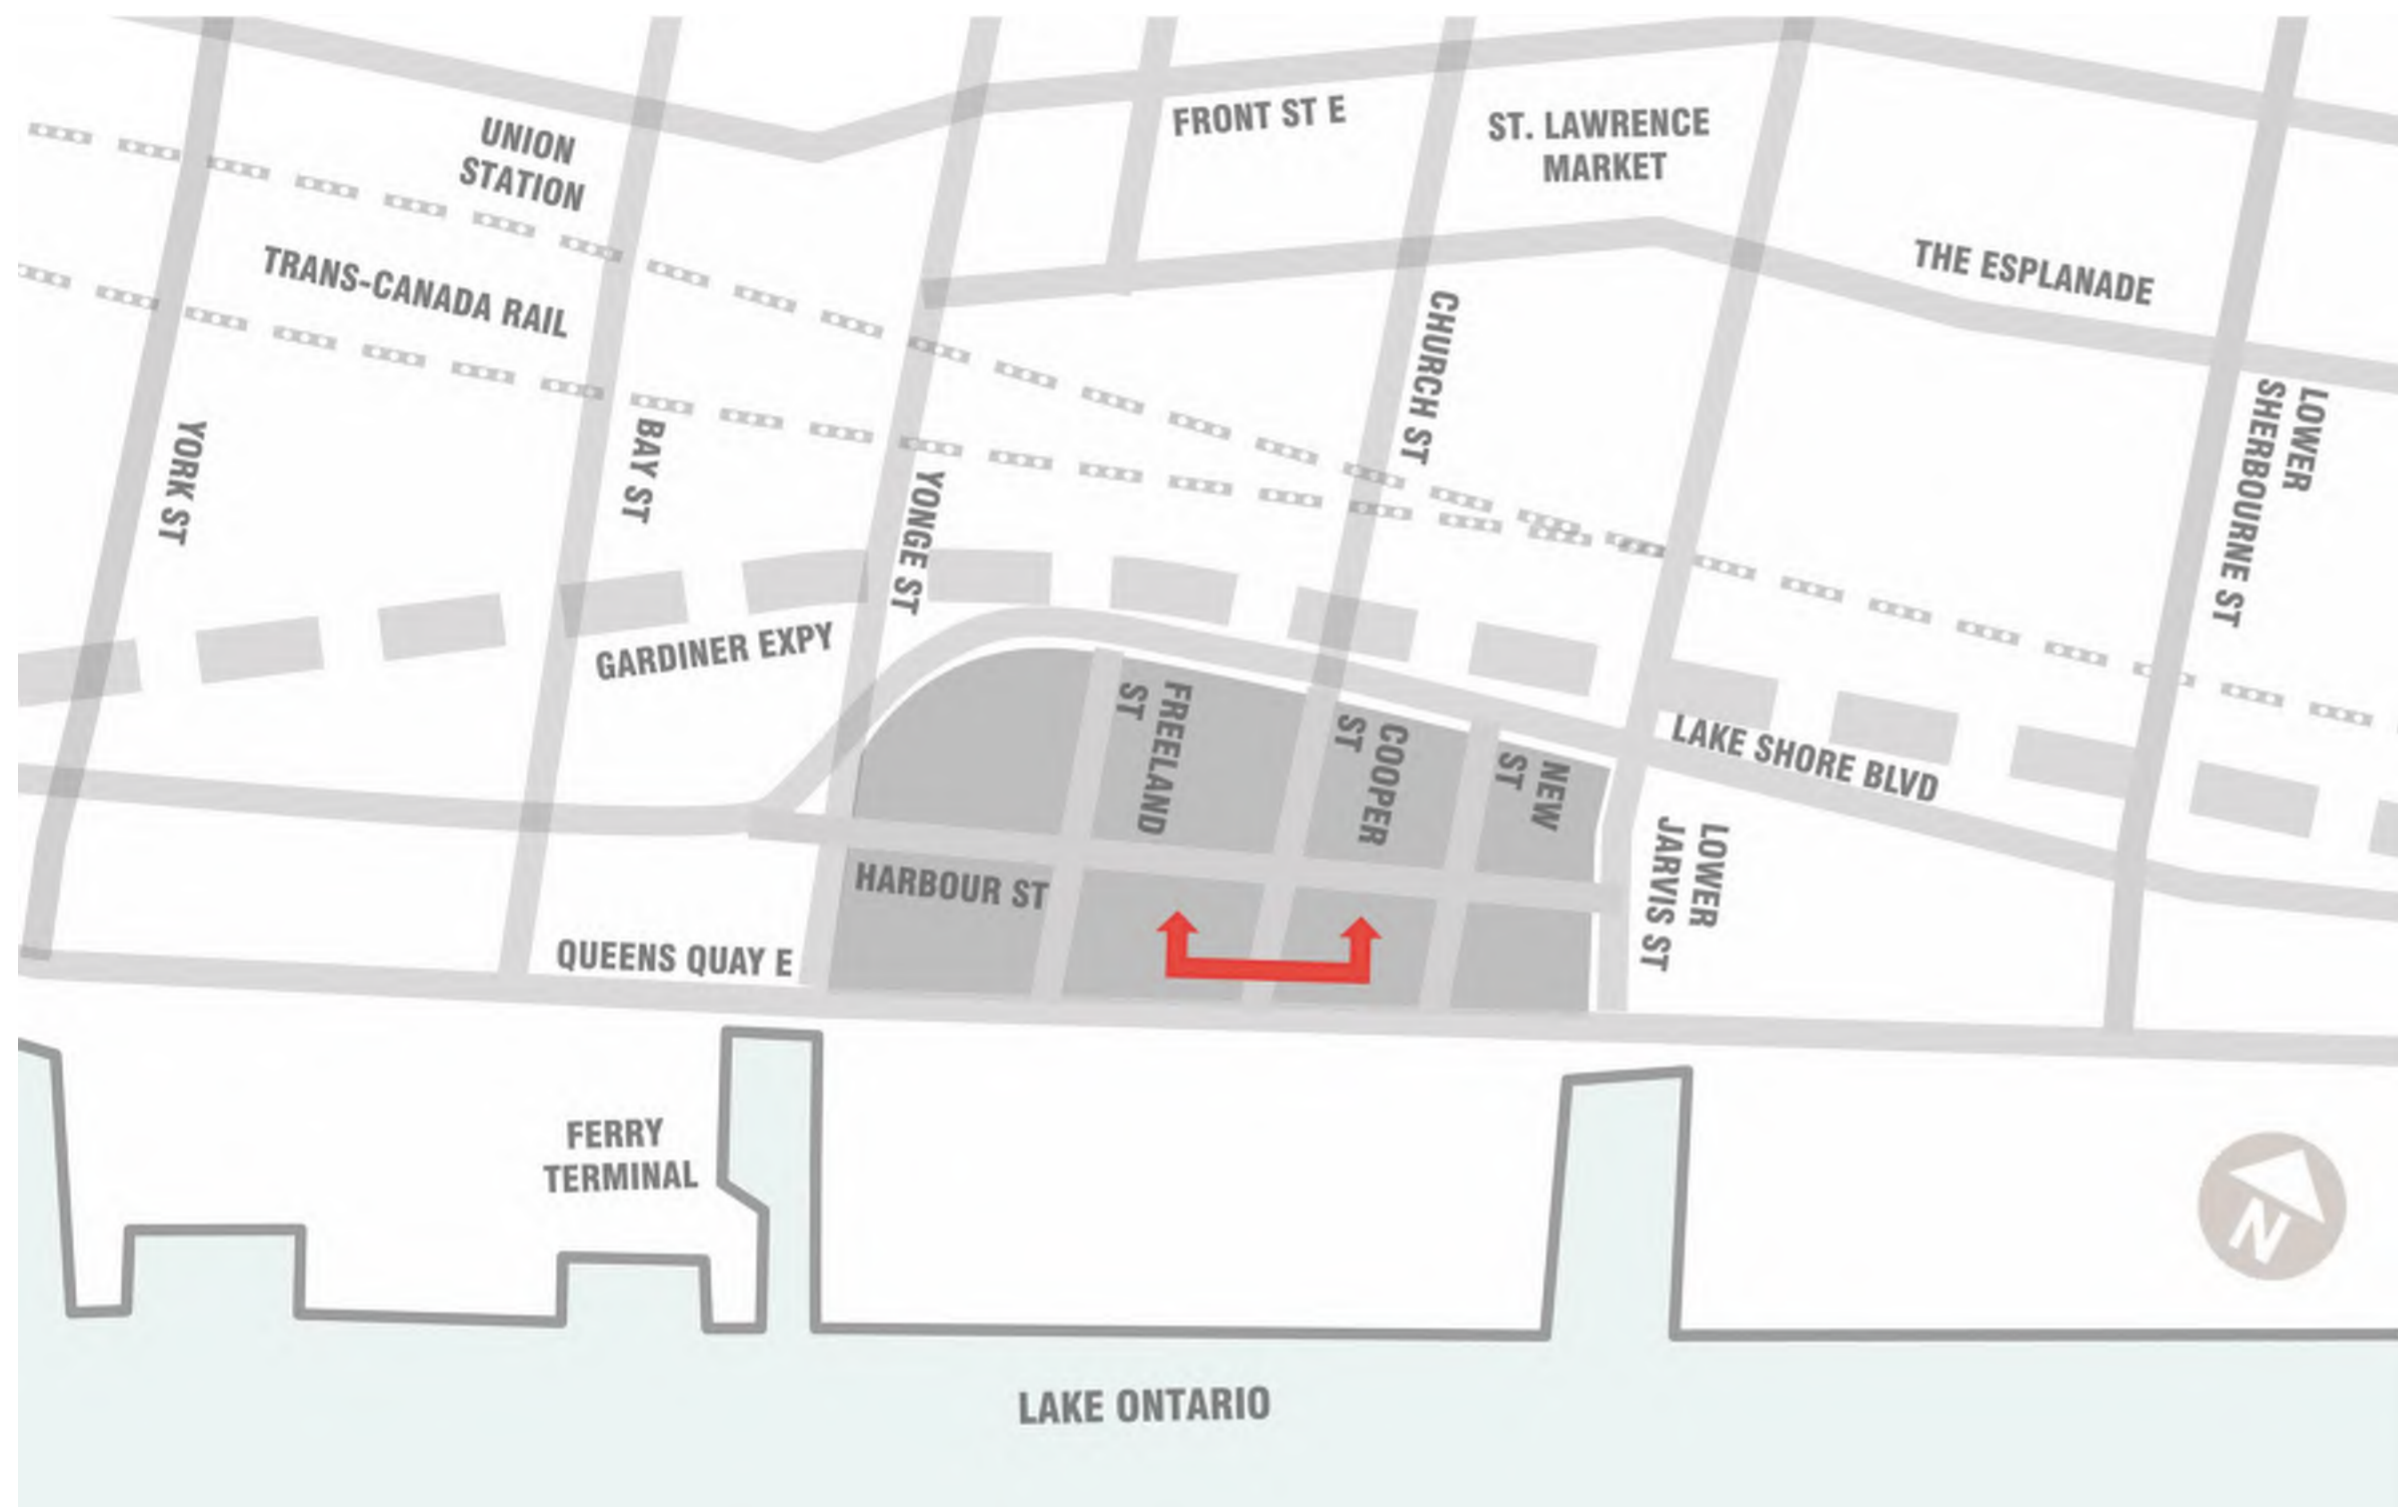 FRONT ST E
ST. LAWRENCE
MARKET
UNION
STATION
THE ESPLANADE
TRANS-CANADA RAIL
CHURCH ST
LOWER
SHERBOURNE ST
YORK ST
BAY ST
YONGE ST
GARDINER EXPY
FREELAND
ST
COOPER
ST
NEW
ST
LAKE SHORE BLVD
LOWER
JARVIS ST
HARBOUR ST
QUEENS QUAY E
FERRY
TERMINAL
N
LAKE ONTARIO